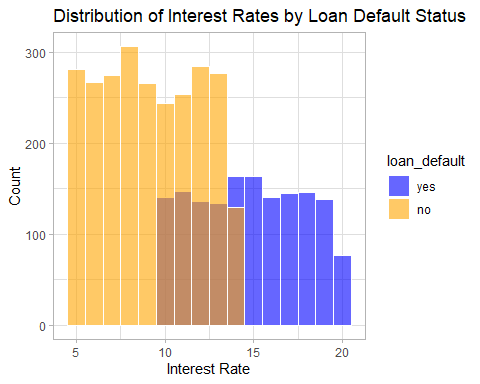 Distribution of Interest Rates by Loan Default Status
300
200
100
0
Count
5 10 15 20
Interest Rate
loan_default
yes
no